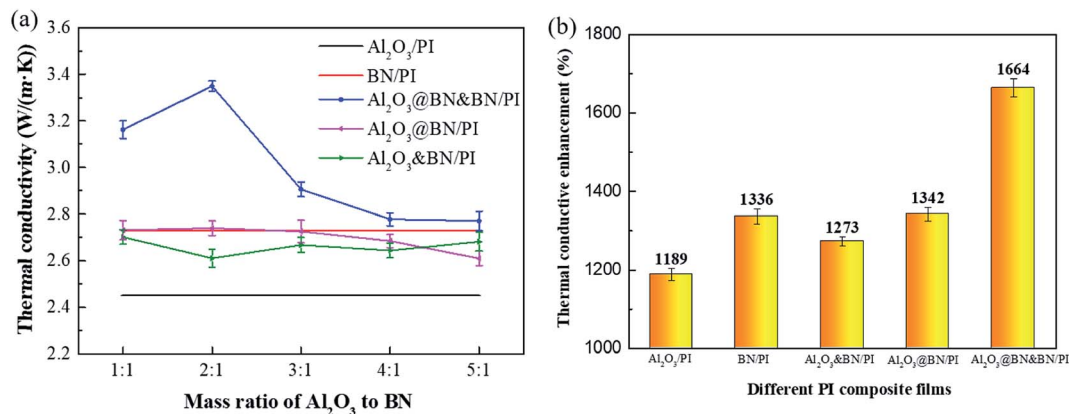 (a)
Thermal conductivity (W/(m·K))
3.6
3.4
3.2
3.0
2.8
2.6
2.4
2.2
Al₂O₃/PI
BN/PI
Al₂O₃@BN&BN/PI
Al₂O₃@BN/PI
Al₂O₃&BN/PI
1:1 2:1 3:1 4:1 5:1
Mass ratio of Al₂O₃ to BN
(b)
Thermal conductive enhancement (%)
1800
1600
1400
1200
1000
1189
1336
1273
1342
1664
Al₂O₃/PI BN/PI Al₂O₃&BN/PI Al₂O₃@BN/PI Al₂O₃@BN&BN/PI
Different PI composite films